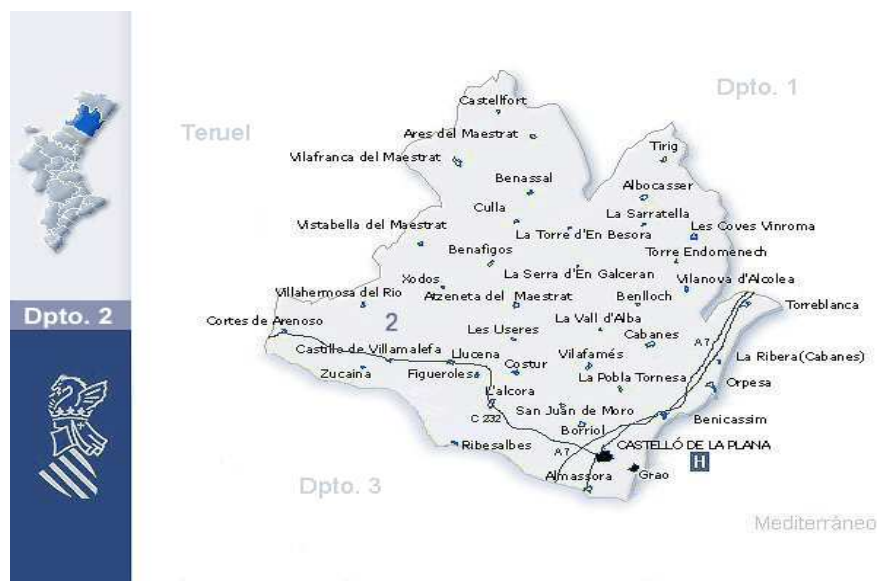 Dpto. 1
Castellfort
Teruel
Ares del Maestrat
Tirig
Vilafranca del Maestrat
Benassal
Albocasser
Culla
La Sarratella
Vistabella del Maestrat
La Torre d'En Besora
Les Coves Vinroma
Benafigos
Torre Endomenech
Xodos
La Serra d'En Galceran
Vilanova d'Alcolea
Villahermosa del Rio
Atzeneta del Maestrat
Benlloch
Torreblanca
Dpto. 2
Cortes de Arenoso
2
Les Useres
La Vall d'Alba
Cabanes
A 7
Castillo de Villamalefa
Llucena
Vilafamés
La Ribera(Cabanes)
Zucaina
Figueroles
Costur
La Pobla Tornesa
Orpesa
L'alcora
San Juan de Moro
C 232
Borriol
Benicassim
Ribesalbes
A 7
CASTELLÓ DE LA PLANA
H
Almassora
Grao
Dpto. 3
Mediterràneo